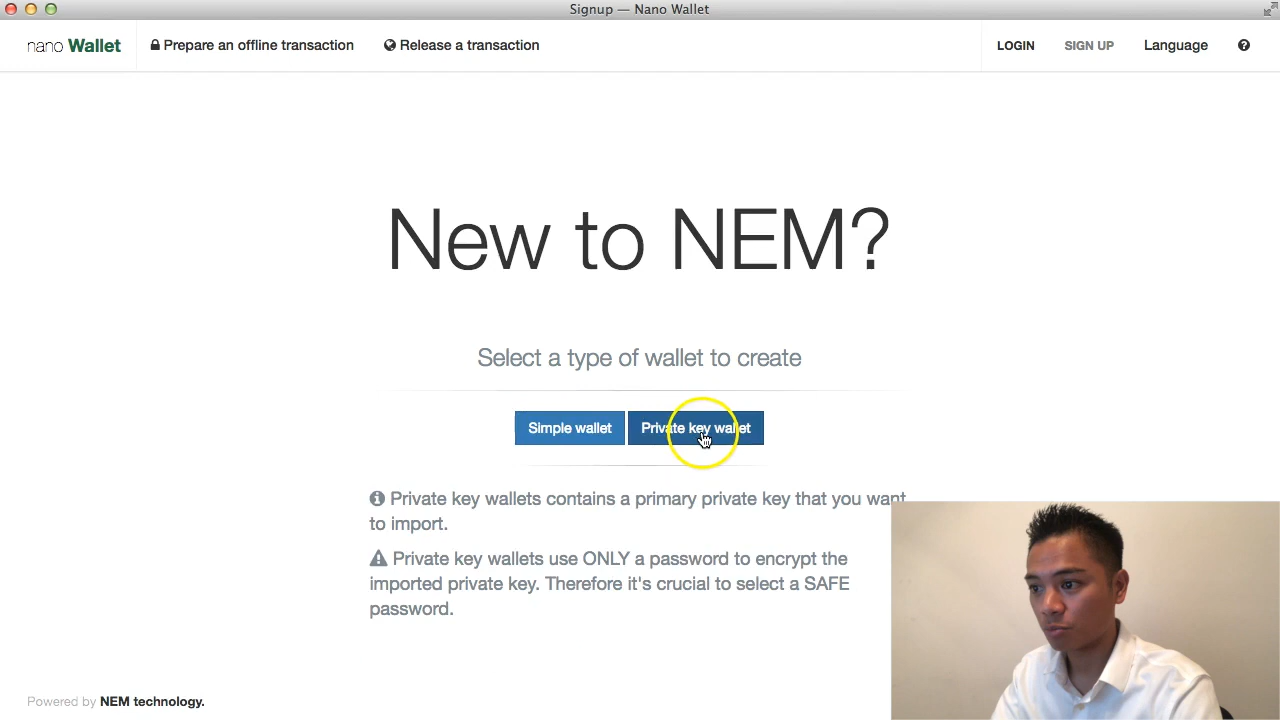 Signup — Nano Wallet
nano Wallet Prepare an offline transaction Release a transaction LOGIN SIGN UP Language
New to NEM?
Select a type of wallet to create
Simple wallet Private key wallet
Private key wallets contains a primary private key that you want
to import.
Private key wallets use ONLY a password to encrypt the
imported private key. Therefore it's crucial to select a SAFE
password.
Powered by NEM technology.